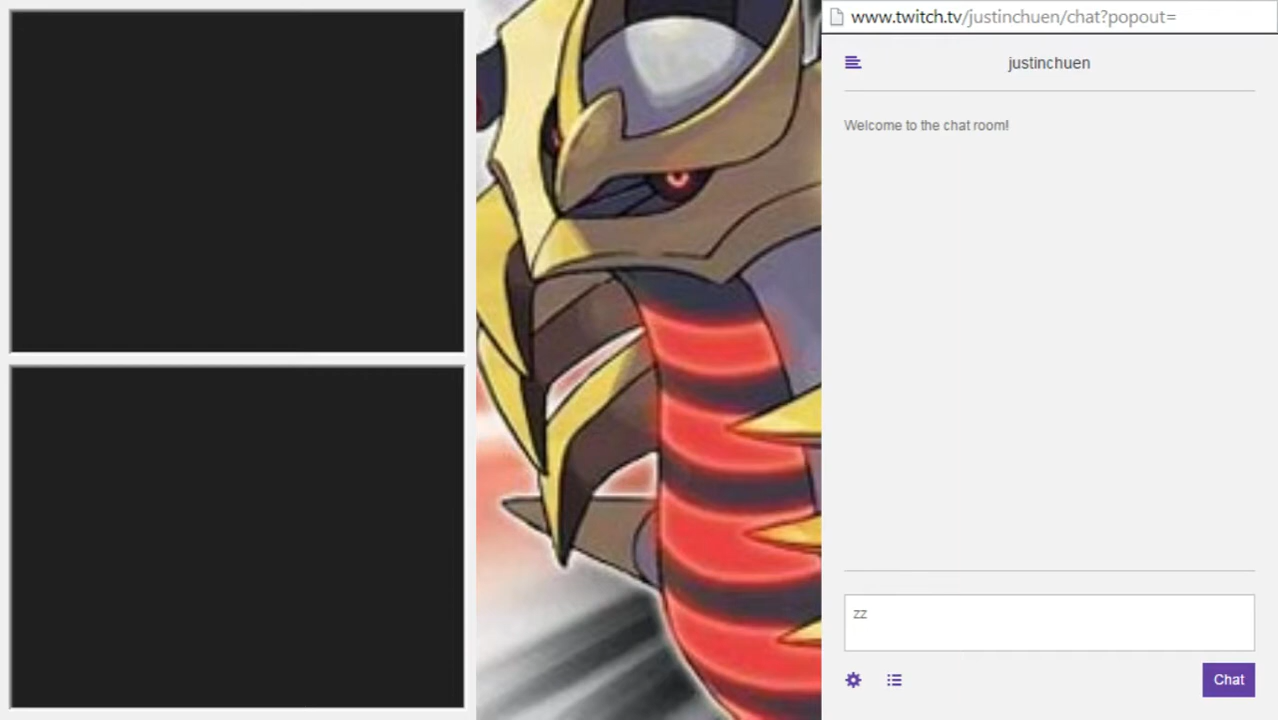 www.twitch.tv/justinchuen/chat?popout=
justinchuen
Welcome to the chat room!
zz
Chat